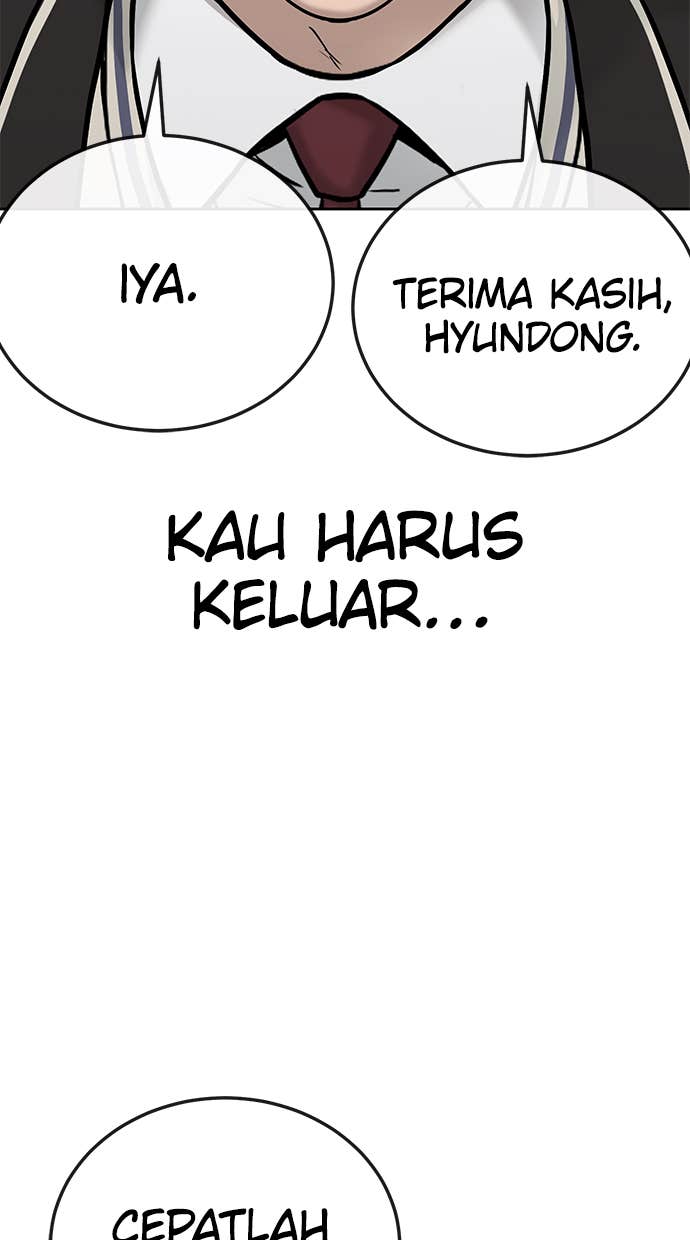 IYA.
TERIMA KASIH,
HYUNDONG.
KAU HARUS
KELUAR...
CEPATLAH